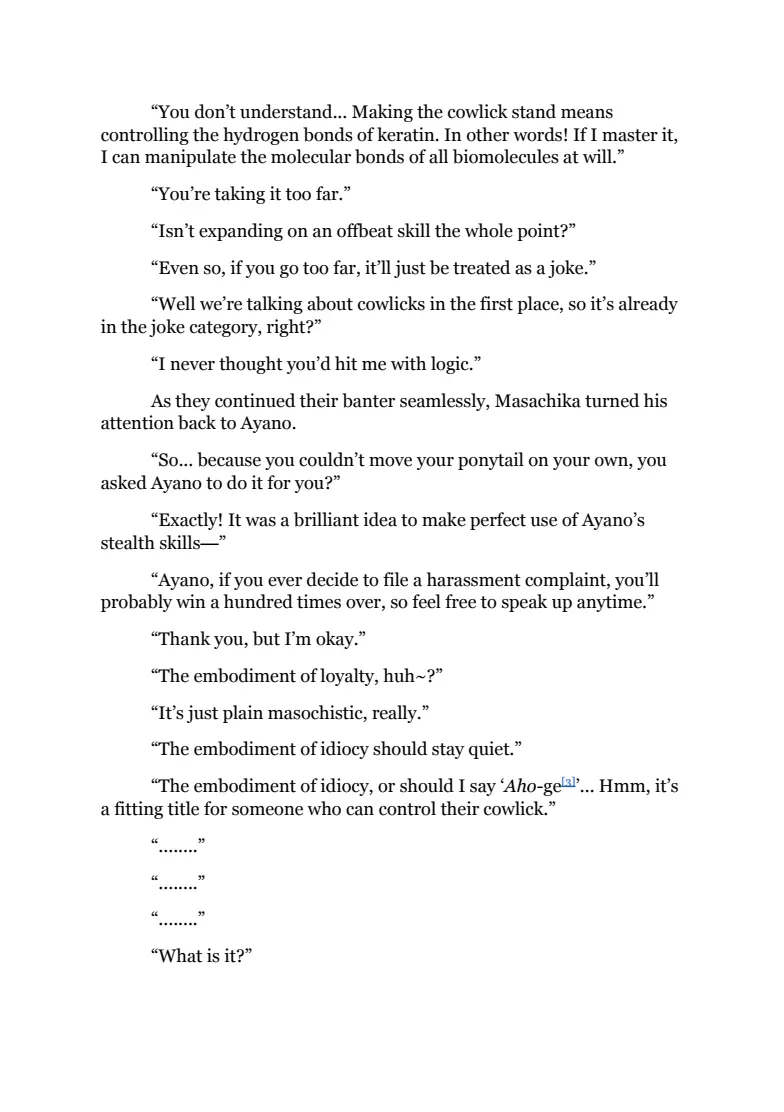 “You don’t understand... Making the cowlick stand means
controlling the hydrogen bonds of keratin. In other words! If I master it,
I can manipulate the molecular bonds of all biomolecules at will.”
“You’re taking it too far.”
“Isn’t expanding on an offbeat skill the whole point?”
“Even so, if you go too far, it’ll just be treated as a joke.”
“Well we’re talking about cowlicks in the first place, so it’s already
in the joke category, right?”
“I never thought you’d hit me with logic.”
As they continued their banter seamlessly, Masachika turned his
attention back to Ayano.
“So... because you couldn’t move your ponytail on your own, you
asked Ayano to do it for you?”
“Exactly! It was a brilliant idea to make perfect use of Ayano’s
stealth skills—”
“Ayano, if you ever decide to file a harassment complaint, you’ll
probably win a hundred times over, so feel free to speak up anytime.”
“Thank you, but I’m okay.”
“The embodiment of loyalty, huh~?”
“It’s just plain masochistic, really.”
“The embodiment of idiocy should stay quiet.”
“The embodiment of idiocy, or should I say ‘Aho-ge[3]’... Hmm, it’s
a fitting title for someone who can control their cowlick.”
“........”
“........”
“........”
“What is it?”